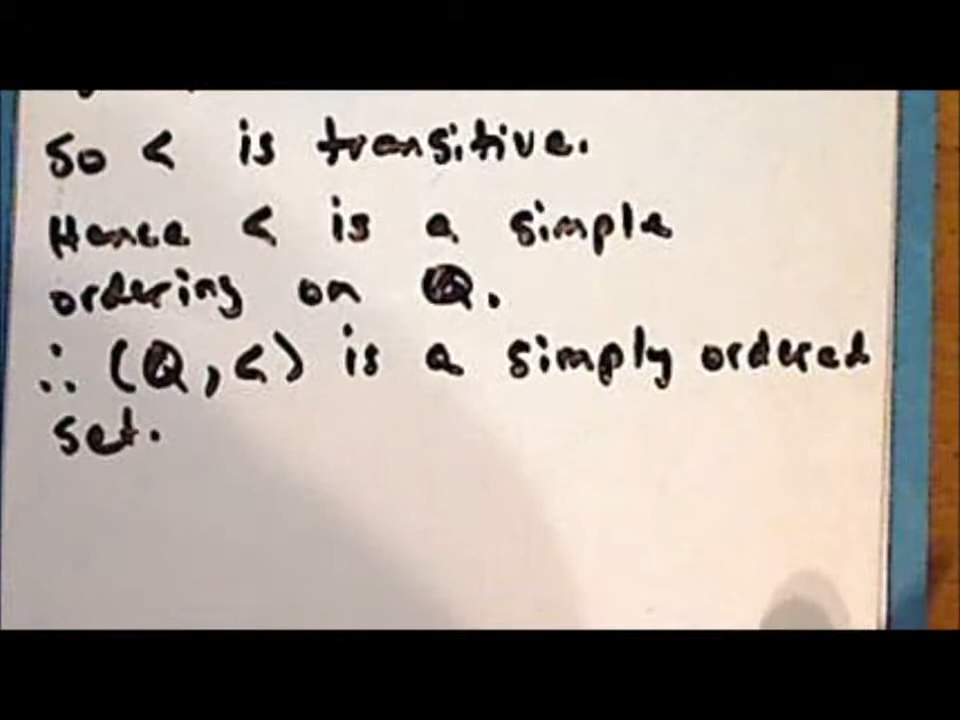 So < is transitive.
Hence < is a simple
ordering on Q.
∴ (Q, <) is a simply ordered
set.